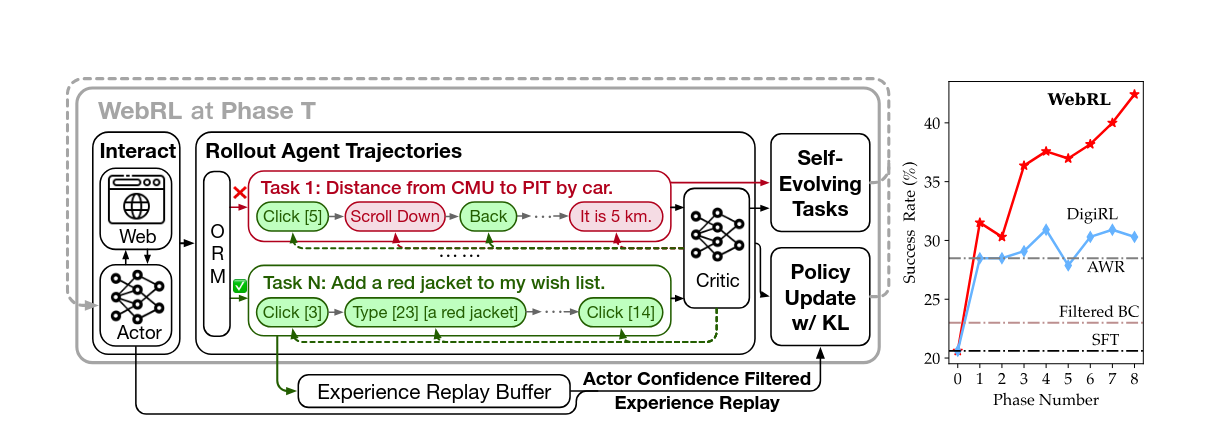 WebRL at Phase T
Interact
Web
Actor
Rollout Agent Trajectories
O
R
M
Task 1: Distance from CMU to PIT by car.
Click [5]
Scroll Down
Back
It is 5 km.
Task N: Add a red jacket to my wish list.
Click [3]
Type [23] [a red jacket]
Click [14]
Critic
Self-
Evolving
Tasks
Policy
Update
w/ KL
Experience Replay Buffer
Actor Confidence Filtered
Experience Replay
Success Rate (%)
40
35
30
25
20
WebRL
DigiRL
AWR
Filtered BC
SFT
0 1 2 3 4 5 6 7 8
Phase Number